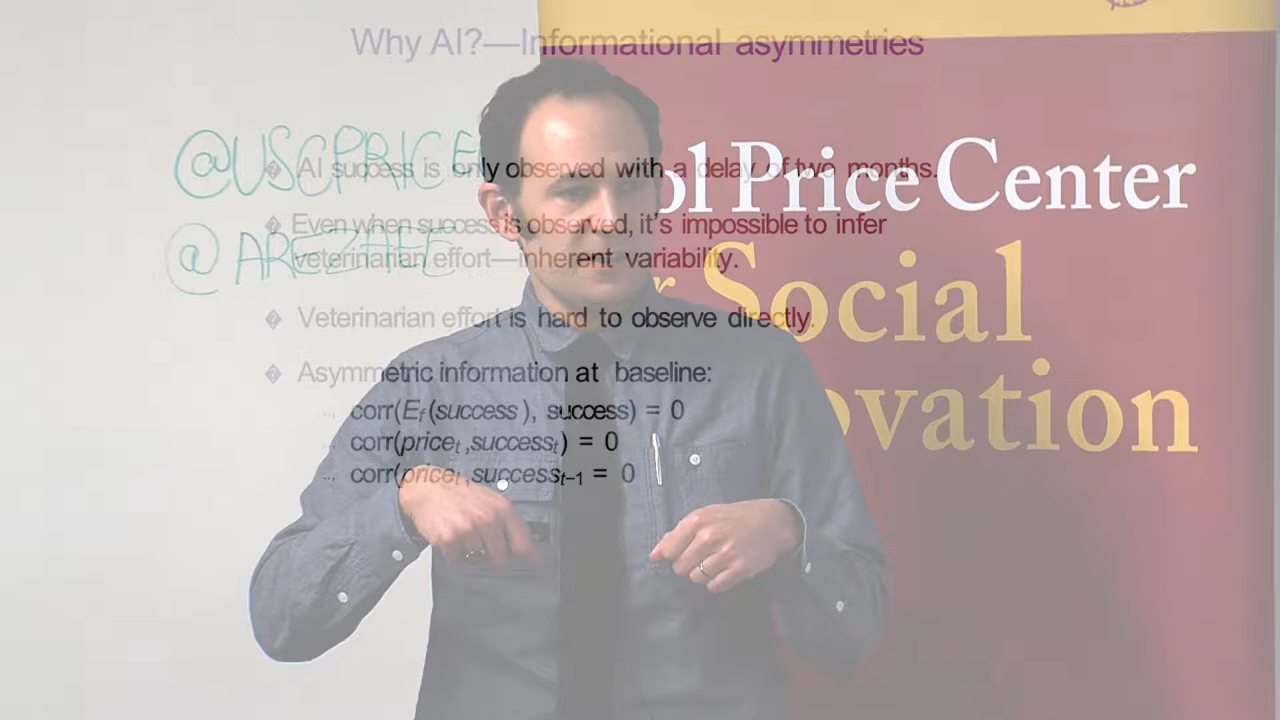 Why AI?—Informational asymmetries
@USCPRICE
@AREZHEE
ol Price Center
r Social
ovation
AI success is only observed with a delay of two months.
Even when success is observed, it's impossible to infer
veterinarian effort—inherent variability.
Veterinarian effort is hard to observe directly.
Asymmetric information at baseline:
corr(E_f (success), success) = 0
corr(price_t ,success_t) = 0
corr(price_t ,success_{t−1} = 0